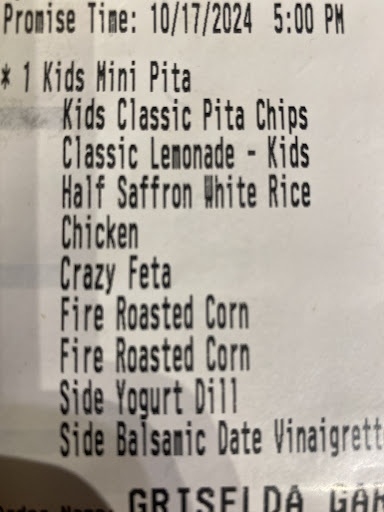 Promise Time: 10/17/2024 5:00 PM
* 1 Kids Mini Pita
Kids Classic Pita Chips
Classic Lemonade - Kids
Half Saffron White Rice
Chicken
Crazy Feta
Fire Roasted Corn
Fire Roasted Corn
Side Yogurt Dill
Side Balsamic Date Vinaigrett
Name: GRISELDA